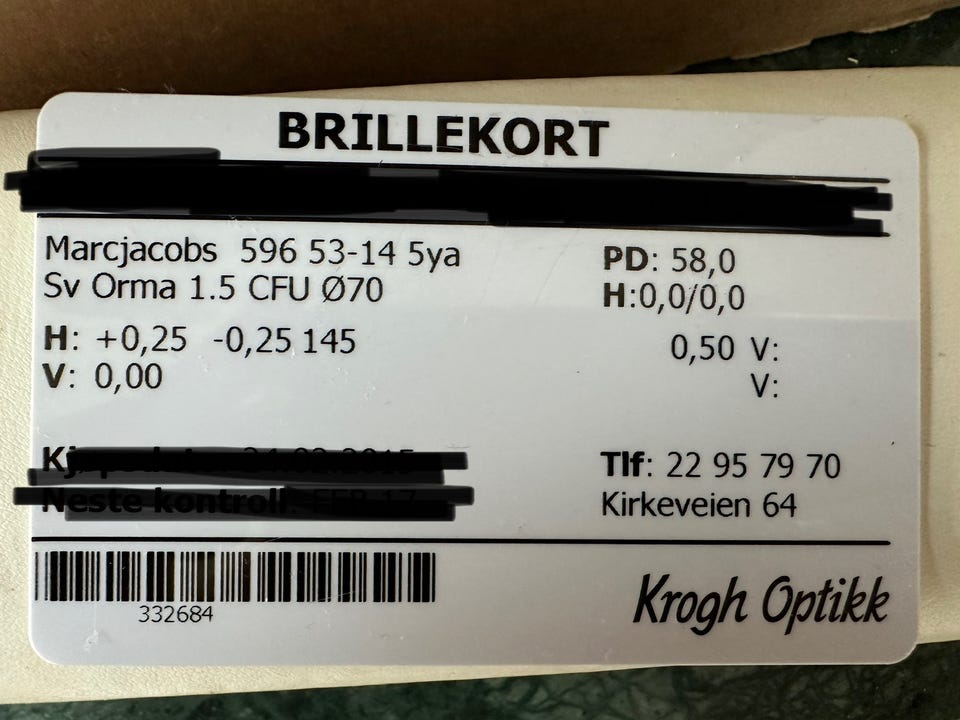 BRILLEKORT
Marcjacobs 596 53-14 5ya
Sv Orma 1.5 CFU Ø70
PD: 58,0
H:0,0/0,0
H: +0,25 -0,25 145
V: 0,00
0,50 V:
V:
Neste kontroll:
Tlf: 22 95 79 70
Kirkeveien 64
332684
Krogh Optikk